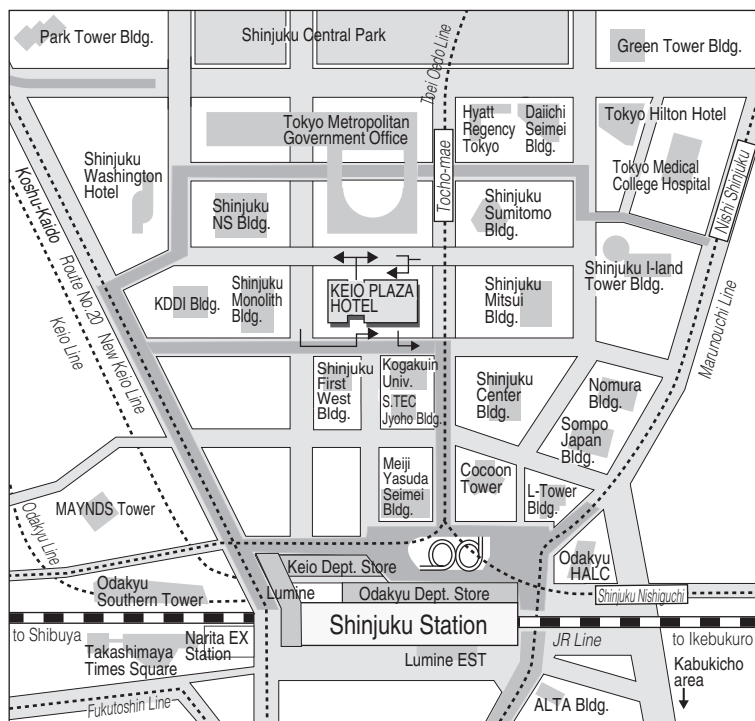 Park Tower Bldg.
Shinjuku Central Park
Green Tower Bldg.
Toei Oedo Line
Tokyo Metropolitan
Government Office
Hyatt
Regency
Tokyo
Daiichi
Seimei
Bldg.
Tokyo Hilton Hotel
Shinjuku
Washington
Hotel
Tocho-mae
Tokyo Medical
College Hospital
Nishi Shinjuku
Koshu-Kaido
Route No.20
Shinjuku
NS Bldg.
Shinjuku
Sumitomo
Bldg.
Shinjuku I-land
Tower Bldg.
KDDI Bldg.
Shinjuku
Monolith
Bldg.
KEIO PLAZA
HOTEL
Shinjuku
Mitsui
Bldg.
Keio Line
New Keio Line
Marunouchi Line
Shinjuku
First
West
Bldg.
Kogakuin
Univ.
S.TEC
Jyoho Bldg.
Shinjuku
Center
Bldg.
Nomura
Bldg.
Sompo
Japan
Bldg.
Meiji
Yasuda
Seimei
Bldg.
Cocoon
Tower
L-Tower
Bldg.
MAYNDS Tower
Odakyu Line
Keio Dept. Store
Odakyu
HALC
Odakyu
Southern Tower
Lumine
Odakyu Dept. Store
Shinjuku Nishiguchi
Shinjuku Station
to Shibuya
Narita EX
Station
JR Line
to Ikebukuro
Takashimaya
Times Square
Lumine EST
Kabukicho
area
Fukutoshin Line
ALTA Bldg.